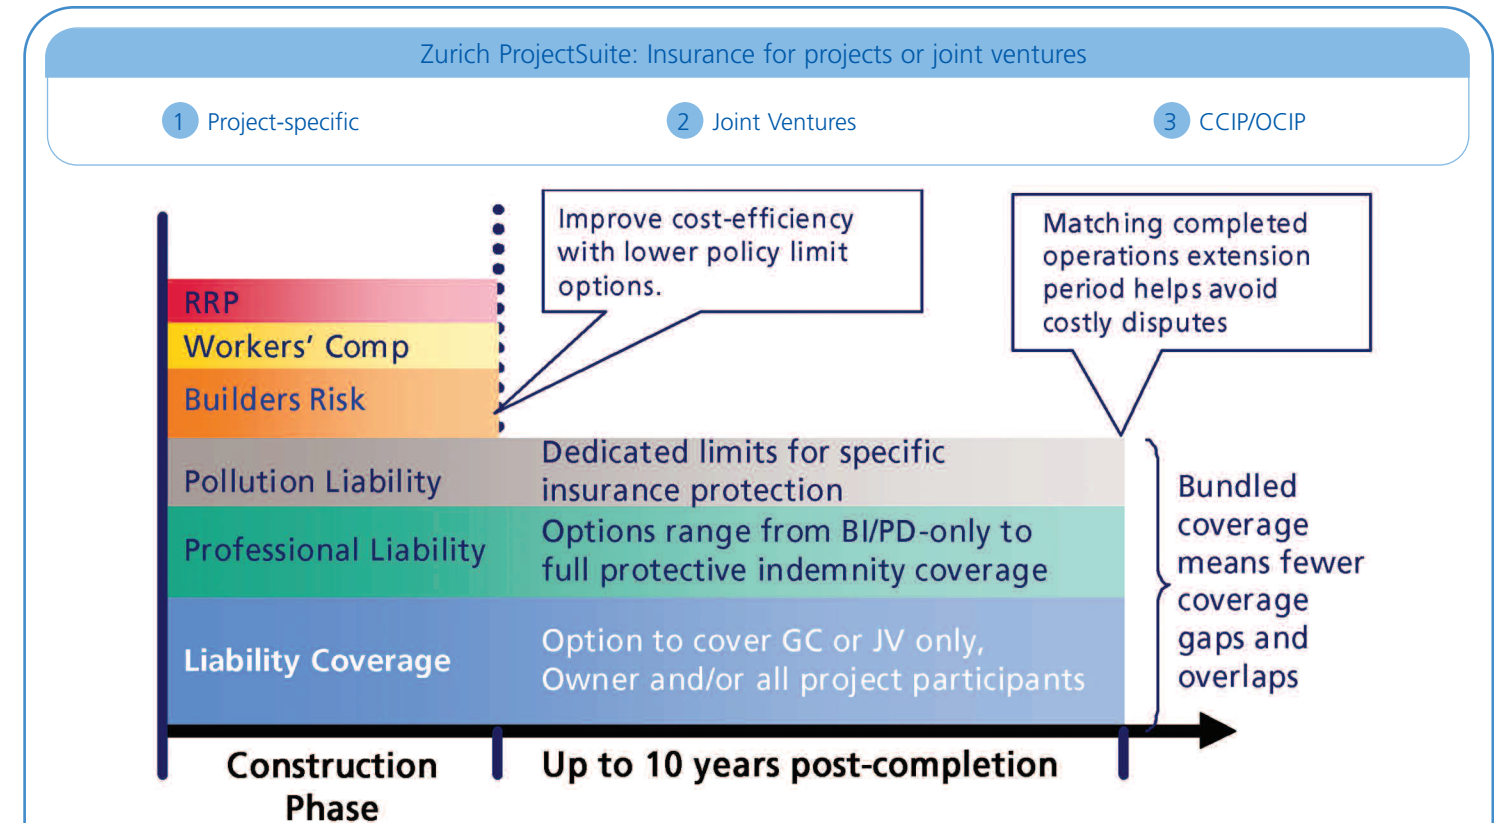 Zurich ProjectSuite: Insurance for projects or joint ventures
1 Project-specific
2 Joint Ventures
3 CCIP/OCIP
Improve cost-efficiency
with lower policy limit
options.
Matching completed
operations extension
period helps avoid
costly disputes
RRP
Workers’ Comp
Builders Risk
Pollution Liability
Dedicated limits for specific
insurance protection
Professional Liability
Options range from BI/PD-only to
full protective indemnity coverage
Liability Coverage
Option to cover GC or JV only,
Owner and/or all project participants
Bundled
coverage
means fewer
coverage
gaps and
overlaps
Construction
Phase
Up to 10 years post-completion